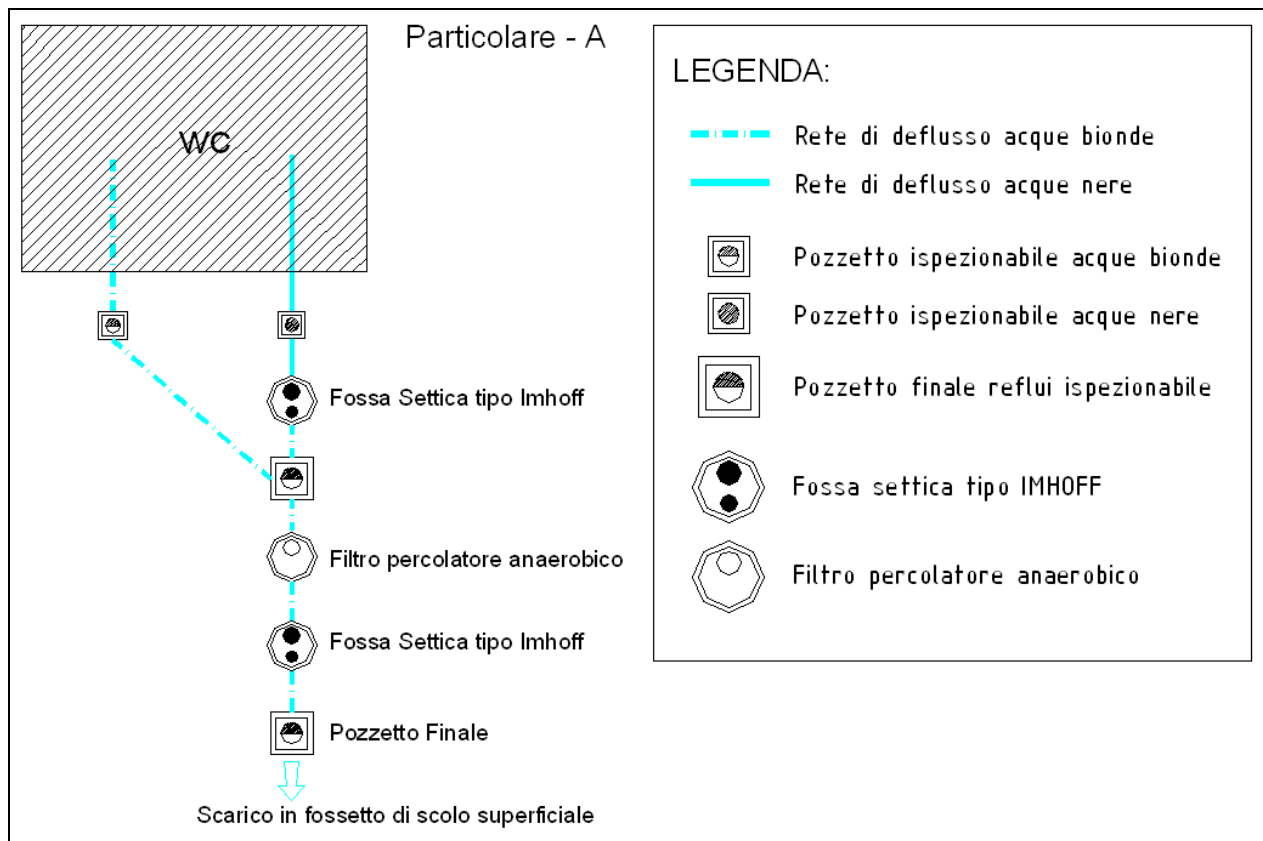 Particolare - A
WC
Fossa Settica tipo Imhoff
Filtro percolatore anaerobico
Fossa Settica tipo Imhoff
Pozzetto Finale
Scarico in fossetto di scolo superficiale
LEGENDA:
Rete di deflusso acque bionde
Rete di deflusso acque nere
Pozzetto ispezionabile acque bionde
Pozzetto ispezionabile acque nere
Pozzetto finale reflui ispezionabile
Fossa settica tipo IMHOFF
Filtro percolatore anaerobico